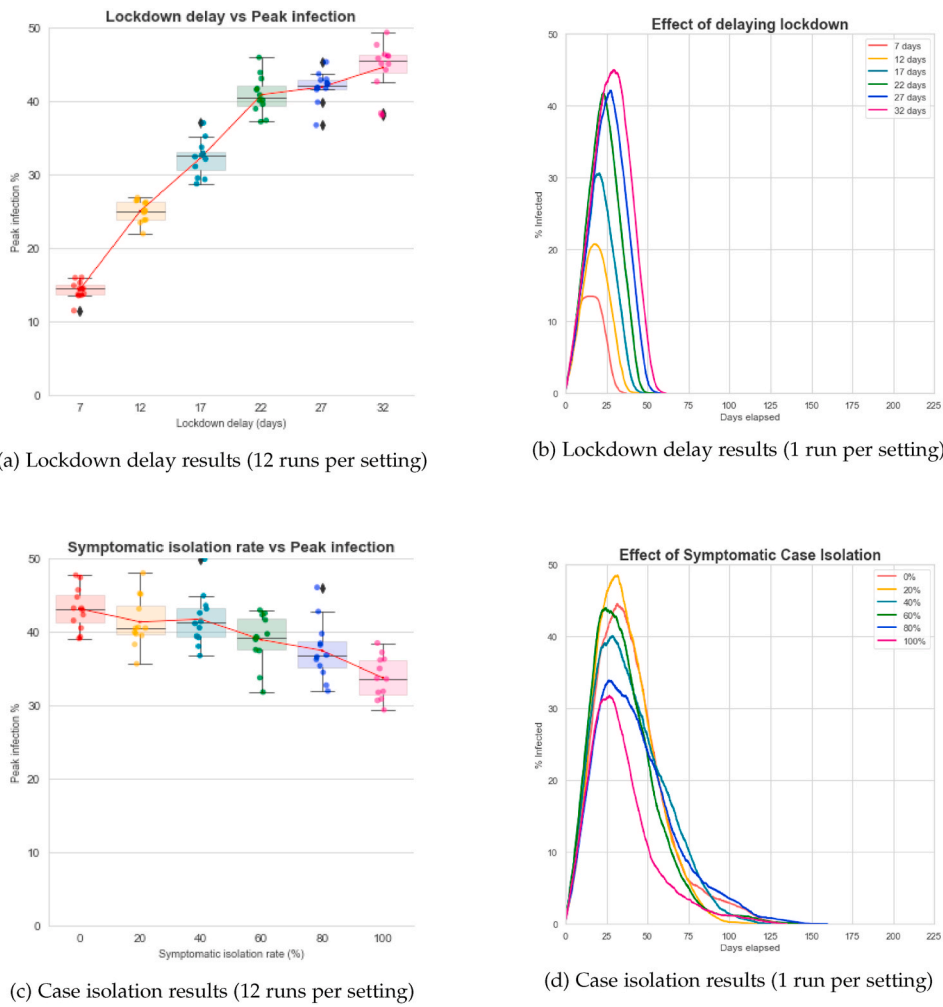 Lockdown delay vs Peak infection
50
40
30
20
10
0
Peak infection %
7 12 17 22 27 32
Lockdown delay (days)
(a) Lockdown delay results (12 runs per setting)
Effect of delaying lockdown
50
40
30
20
10
0
% Infected
7 days
12 days
17 days
22 days
27 days
32 days
0 25 50 75 100 125 150 175 200 225
Days elapsed
(b) Lockdown delay results (1 run per setting)
Symptomatic isolation rate vs Peak infection
50
40
30
20
10
0
Peak infection %
0 20 40 60 80 100
Symptomatic isolation rate (%)
(c) Case isolation results (12 runs per setting)
Effect of Symptomatic Case Isolation
50
40
30
20
10
0
% Infected
0%
20%
40%
60%
80%
100%
0 25 50 75 100 125 150 175 200 225
Days elapsed
(d) Case isolation results (1 run per setting)